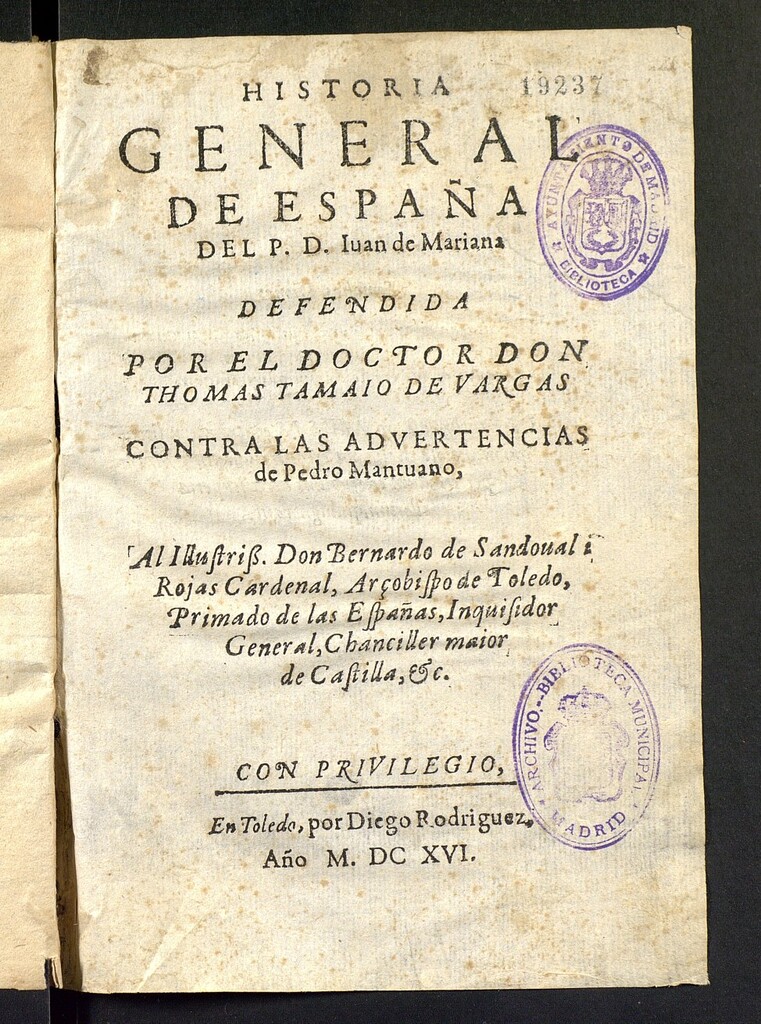 HISTORIA
19237
GENERAL
DE ESPAÑA
DEL P. D. Iuan de Mariana
DEFENDIDA
POR EL DOCTOR DON
THOMAS TAMAIO DE VARGAS
CONTRA LAS ADVERTENCIAS
de Pedro Mantuano,
Al Illuſtriß. Don Bernardo de Sandoual i
Rojas Cardenal, Arçobiſpo de Toledo,
Primado de las Eſpañas, Inquiſidor
General, Chanciller maior
de Caſtilla, &c.
CON PRIVILEGIO,
En Toledo, por Diego Rodriguez,
Año M. DC XVI.
AYUNTAMIENTO DE MADRID
BIBLIOTECA
ARCHIVO.-BIBLIOTECA MUNICIPAL
MADRID